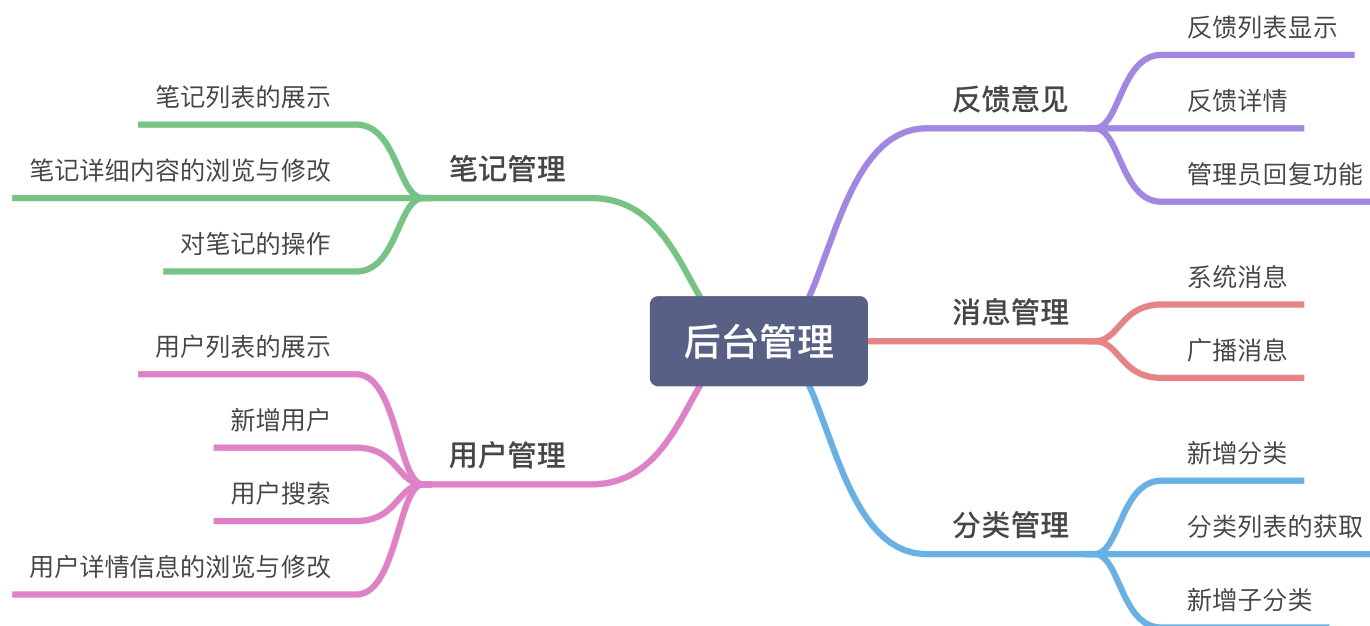 后台管理
笔记管理
笔记列表的展示
笔记详细内容的浏览与修改
对笔记的操作
用户管理
用户列表的展示
新增用户
用户搜索
用户详情信息的浏览与修改
反馈意见
反馈列表显示
反馈详情
管理员回复功能
消息管理
系统消息
广播消息
分类管理
新增分类
分类列表的获取
新增子分类